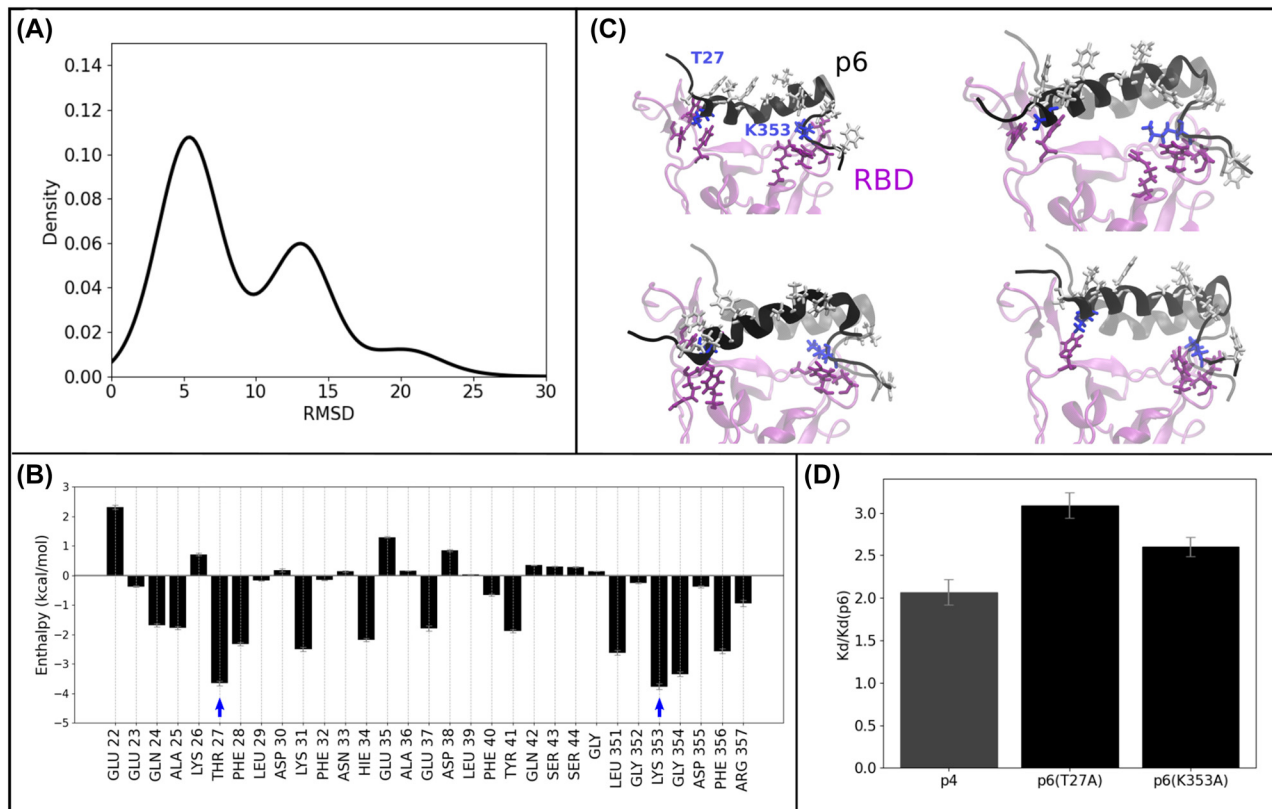 (A)
0.14
0.12
0.10
0.08
0.06
0.04
0.02
0.00
Density
0 5 10 15 20 25 30
RMSD
(C)
T27
p6
K353
RBD
(B)
3
2
1
0
−1
−2
−3
−4
−5
Enthalpy (kcal/mol)
GLU 22
GLU 23
GLN 24
ALA 25
LYS 26
THR 27
PHE 28
LEU 29
ASP 30
LYS 31
PHE 32
ASN 33
HIE 34
GLU 35
ALA 36
GLU 37
ASP 38
LEU 39
PHE 40
TYR 41
GLN 42
SER 43
SER 44
GLY
LEU 351
GLY 352
LYS 353
GLY 354
ASP 355
PHE 356
ARG 357
(D)
3.0
2.5
2.0
1.5
1.0
0.5
0.0
Kd/Kd(p6)
p4 p6(T27A) p6(K353A)